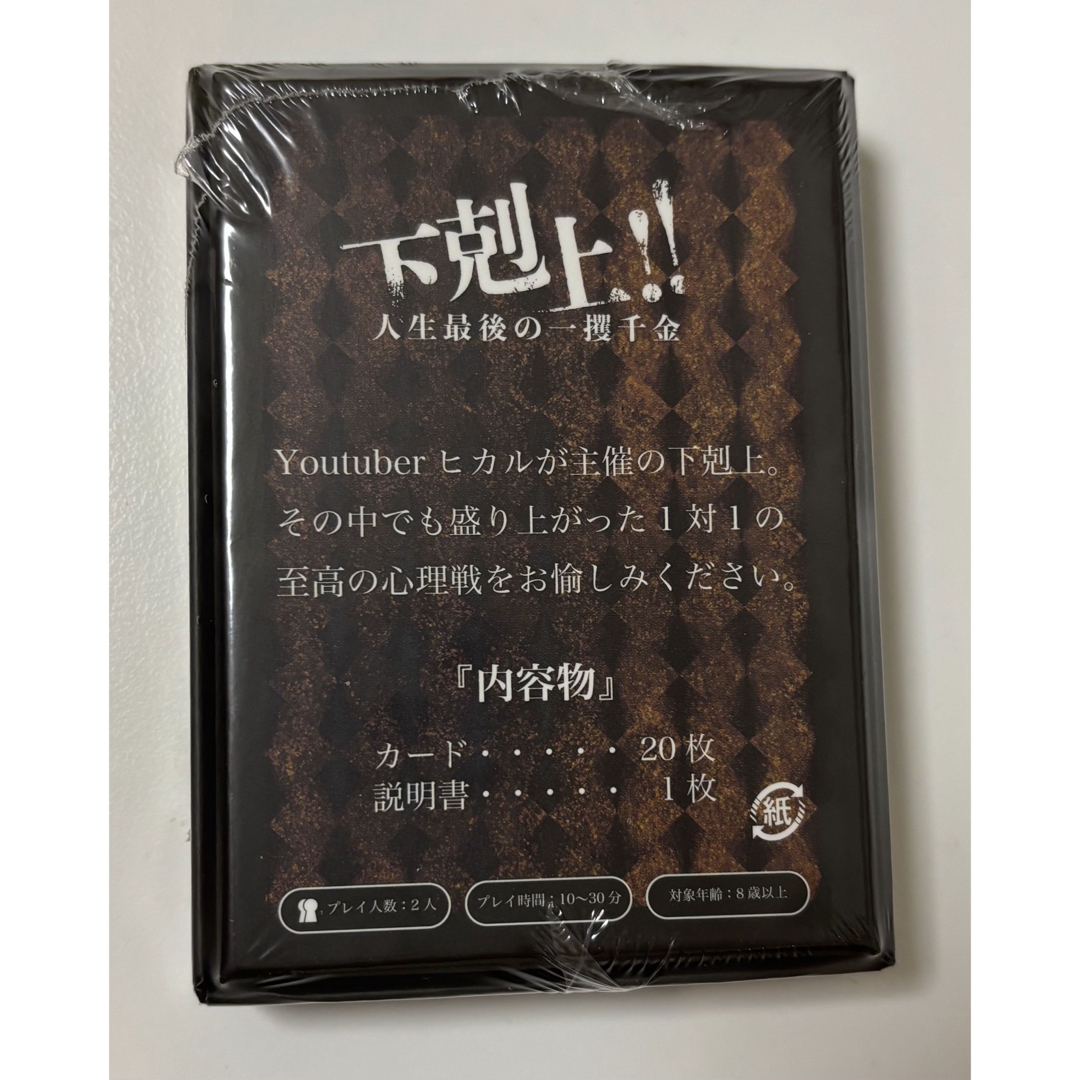 下剋上!!
人生最後の一攫千金
Youtuber ヒカルが主催の下剋上。
その中でも盛り上がった 1 対 1 の
至高の心理戦をお愉しみください。
『内容物』
カード・・・・・ 20 枚
説明書・・・・・ 1 枚
紙
プレイ人数：2 人
プレイ時間：10〜30 分
対象年齢：8 歳以上